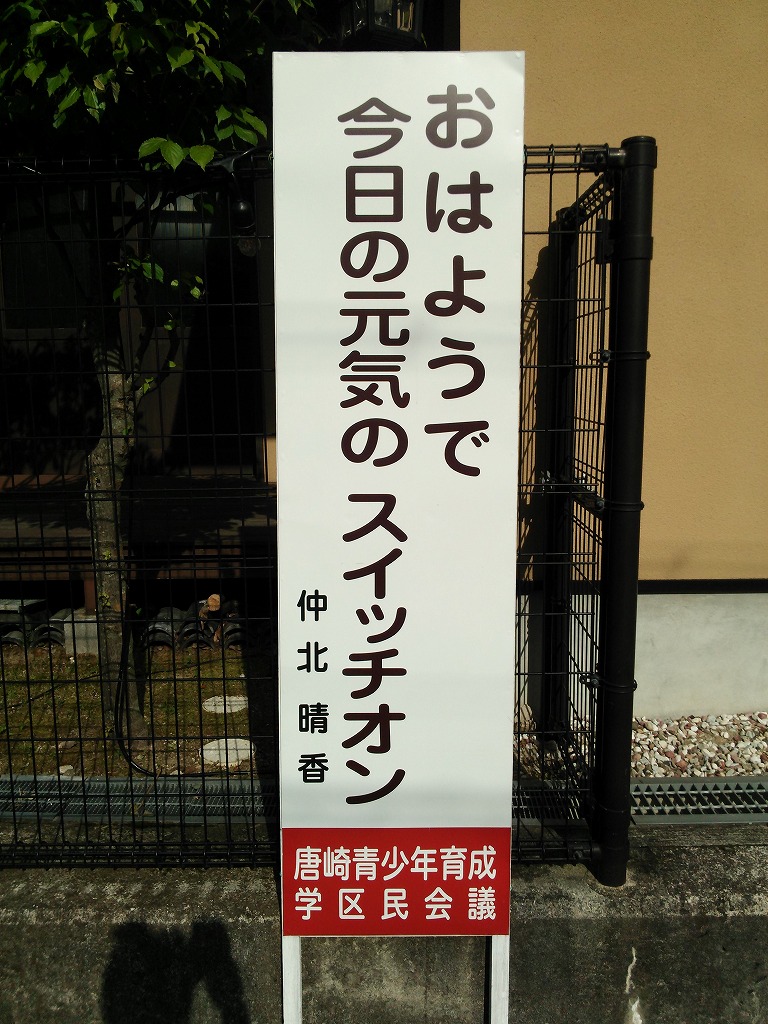 おはようで
今日の元気の スイッチオン
仲北晴香
唐崎青少年育成
学区民会議